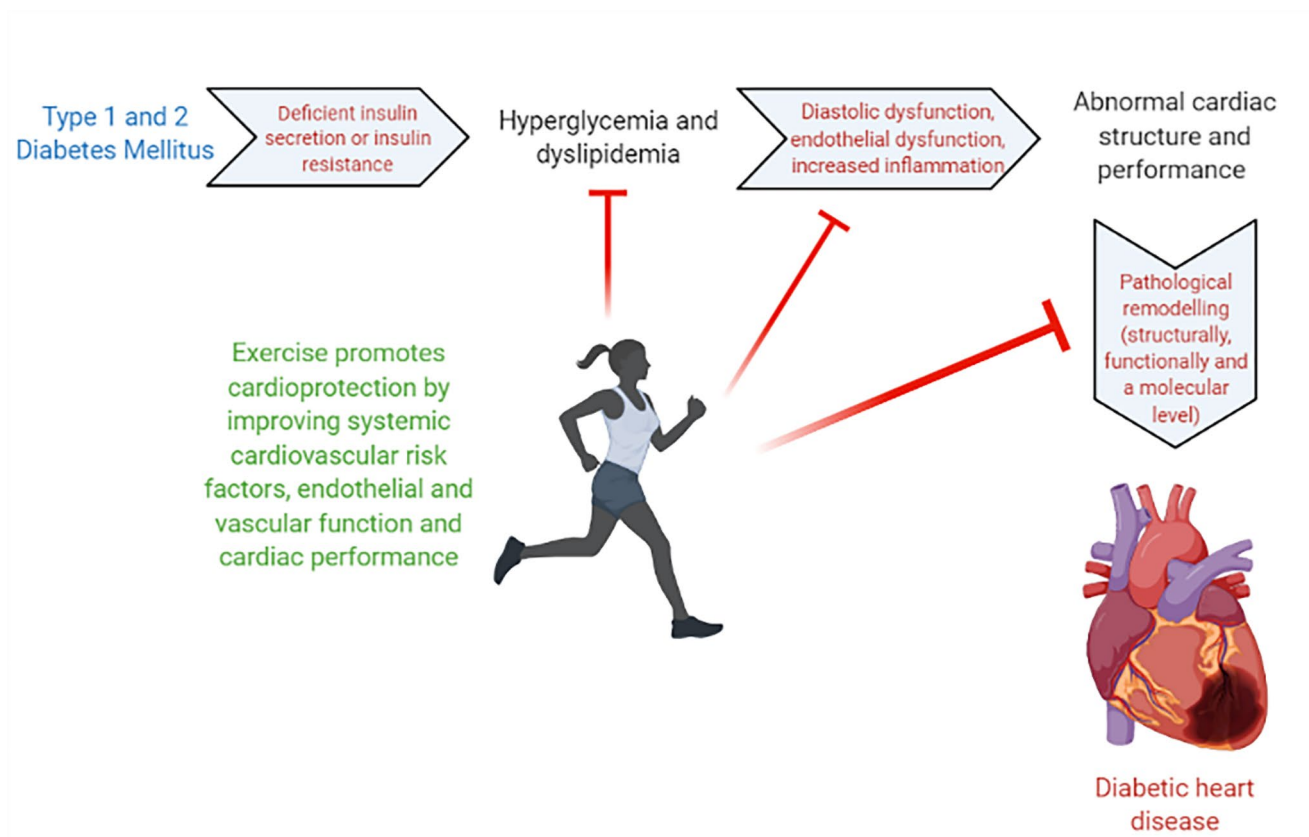 Type 1 and 2
Diabetes Mellitus
Deficient insulin
secretion or insulin
resistance
Hyperglycemia and
dyslipidemia
Diastolic dysfunction,
endothelial dysfunction,
increased inflammation
Abnormal cardiac
structure and
performance
Pathological
remodelling
(structurally,
functionally and
a molecular
level)
Exercise promotes
cardioprotection by
improving systemic
cardiovascular risk
factors, endothelial and
vascular function and
cardiac performance
Diabetic heart
disease